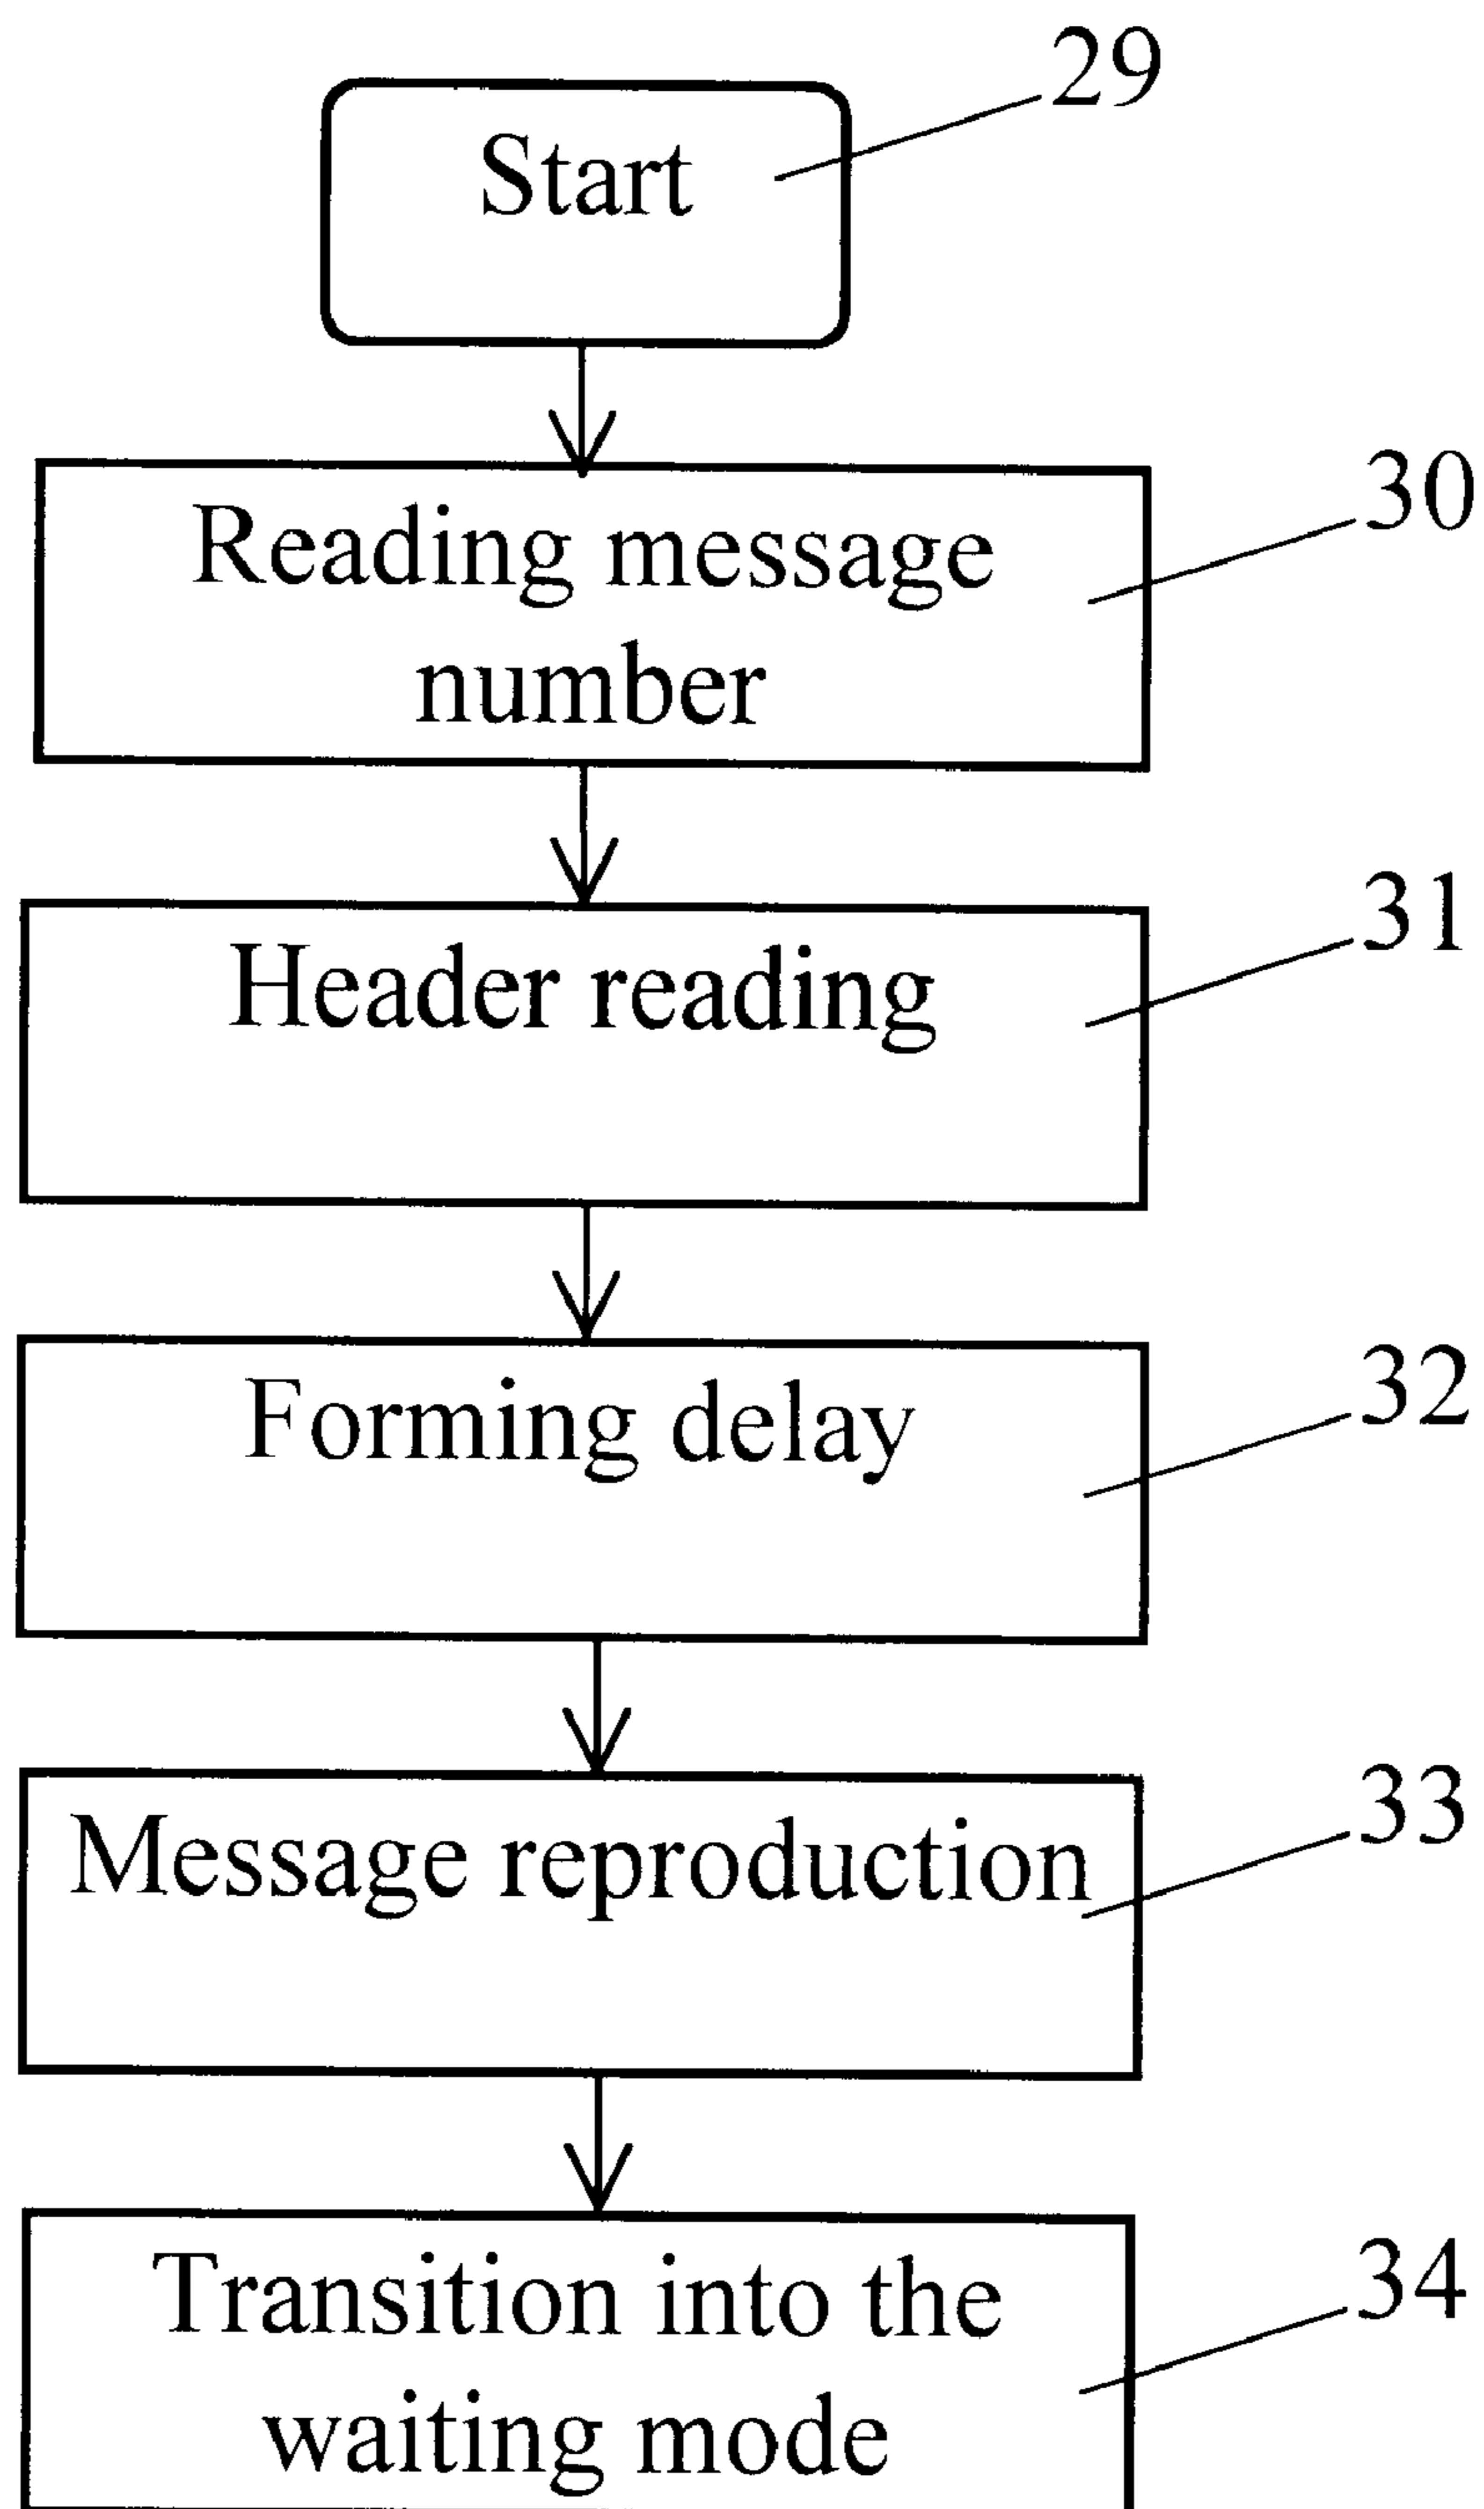 29
Start
30
Reading message
number
31
Header reading
32
Forming delay
33
Message reproduction
34
Transition into the
waiting mode